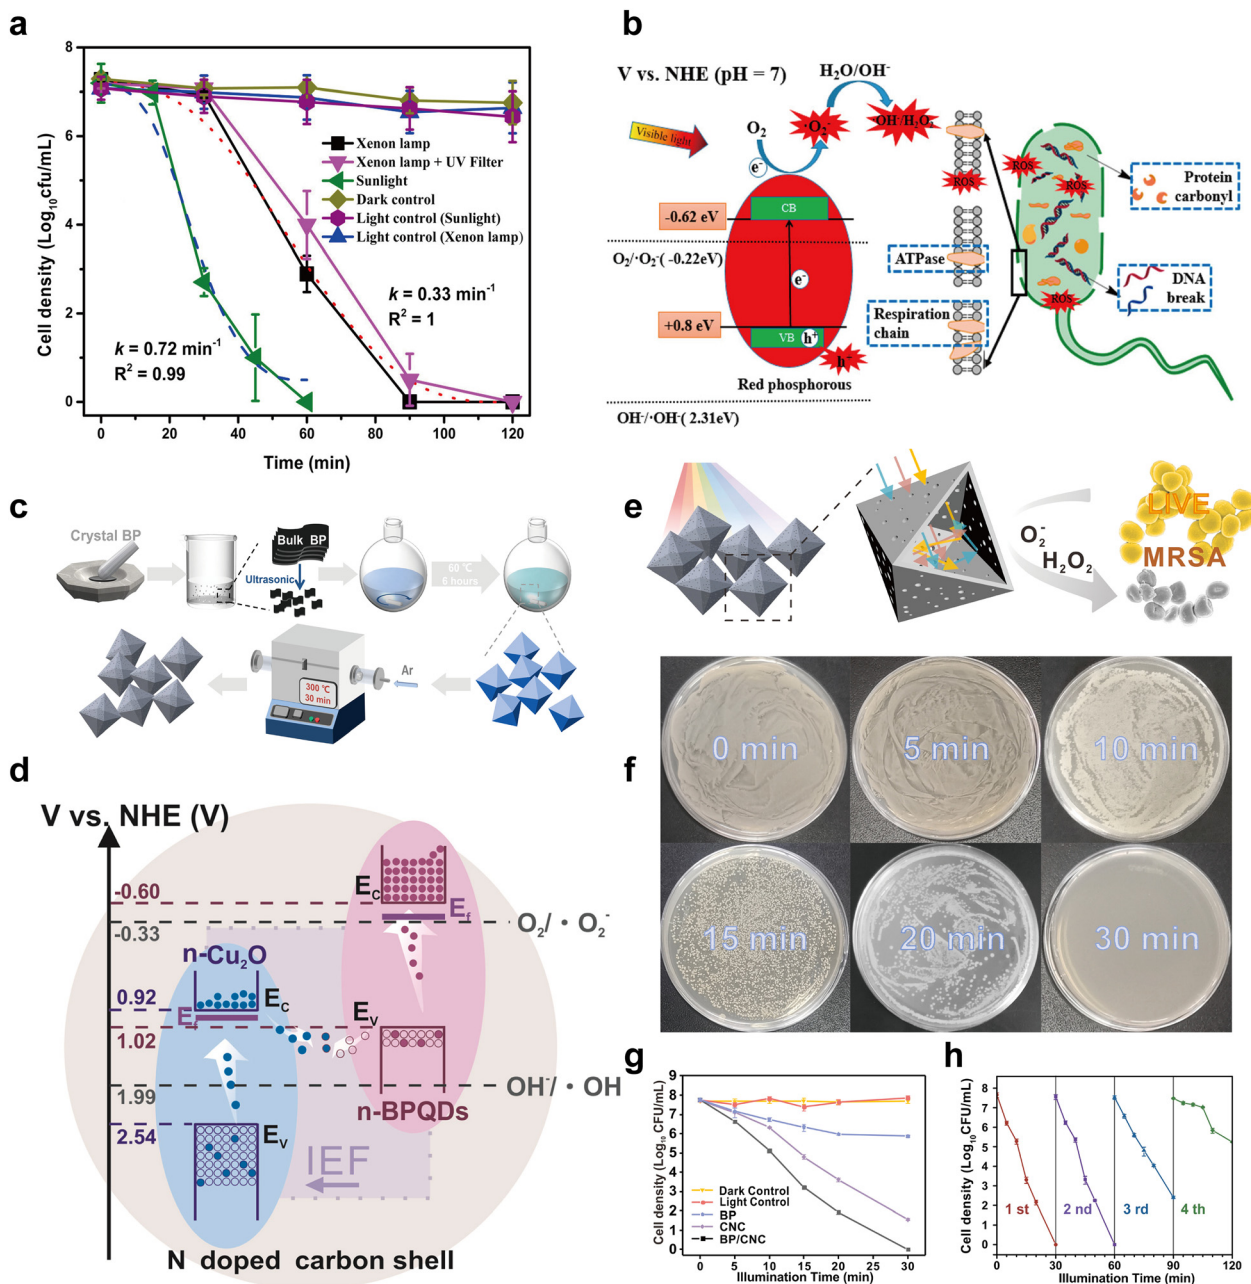 a
Cell density (Log10cfu/mL)
8
6
4
2
0
Xenon lamp
Xenon lamp + UV Filter
Sunlight
Dark control
Light control (Sunlight)
Light control (Xenon lamp)
k = 0.33 min-1
R2 = 1
k = 0.72 min-1
R2 = 0.99
0 20 40 60 80 100 120
Time (min)
b
V vs. NHE (pH = 7)
H2O/OH-
Visible light
O2
·O2-
OH·/H2O2
e-
ROS
ROS
ROS
Protein
carbonyl
CB
-0.62 eV
O2/·O2-( -0.22eV)
e-
ATPase
DNA
break
ROS
Respiration
chain
+0.8 eV
VB
h+
h+
Red phosphorous
OH-/·OH( 2.31eV)
c
Crystal BP
Bulk BP
Ultrasonic
60 ℃
6 hours
Ar
300 ℃
30 min
d
V vs. NHE (V)
-0.60
-0.33
0.92
1.02
1.99
2.54
EC
Ef
O2/ · O2-
n-Cu2O
EC
Ef
EV
OH-/ · OH
n-BPQDs
EV
IEF
N doped carbon shell
e
O2-
H2O2
LIVE
MRSA
f
0 min
5 min
10 min
15 min
20 min
30 min
g
Cell density (Log10 CFU/mL)
9
8
7
6
5
4
3
2
1
0
Dark Control
Light Control
BP
CNC
BP/CNC
0 5 10 15 20 25 30
Illumination Time (min)
h
Cell density (Log10 CFU/mL)
8
7
6
5
4
3
2
1
0
1 st
2 nd
3 rd
4 th
0 30 60 90 120
Illumination Time (min)